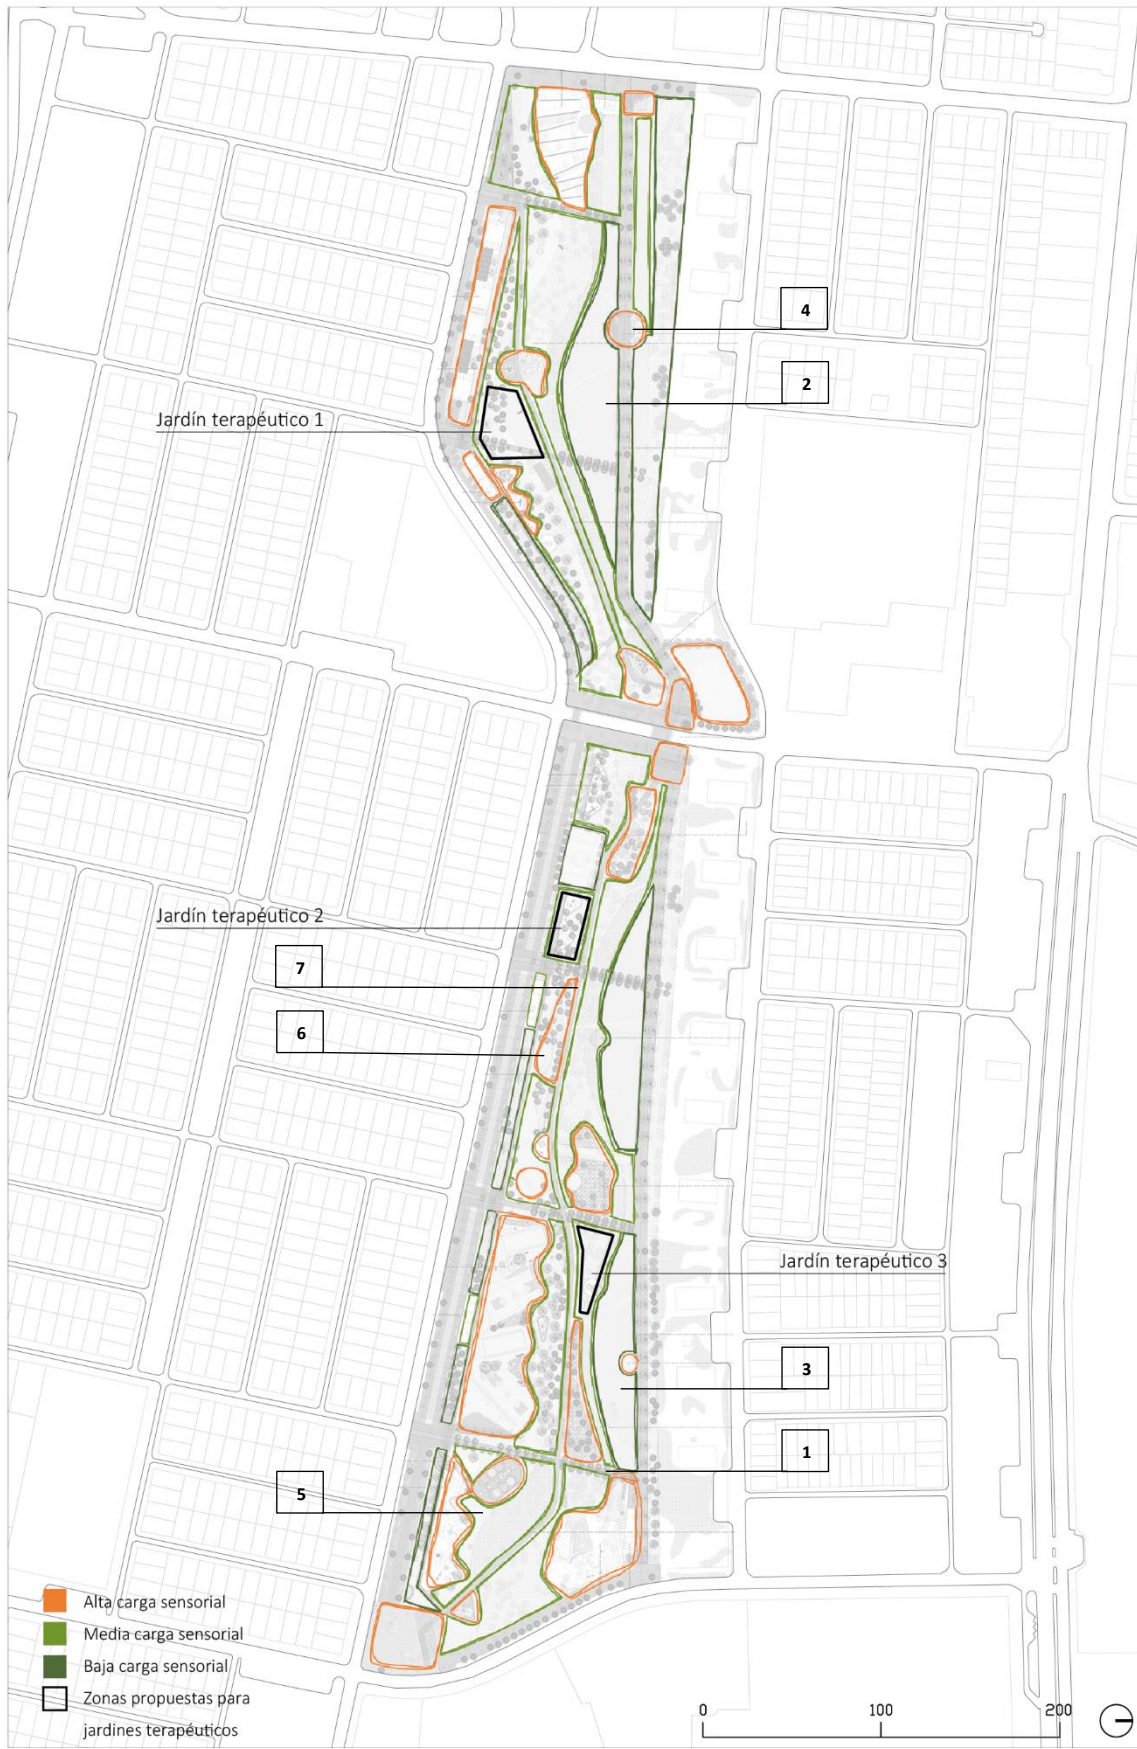 4
2
Jardín terapéutico 1
Jardín terapéutico 2
7
6
Jardín terapéutico 3
3
1
5
Alta carga sensorial
Media carga sensorial
Baja carga sensorial
Zonas propuestas para
jardines terapéuticos
0 100 200